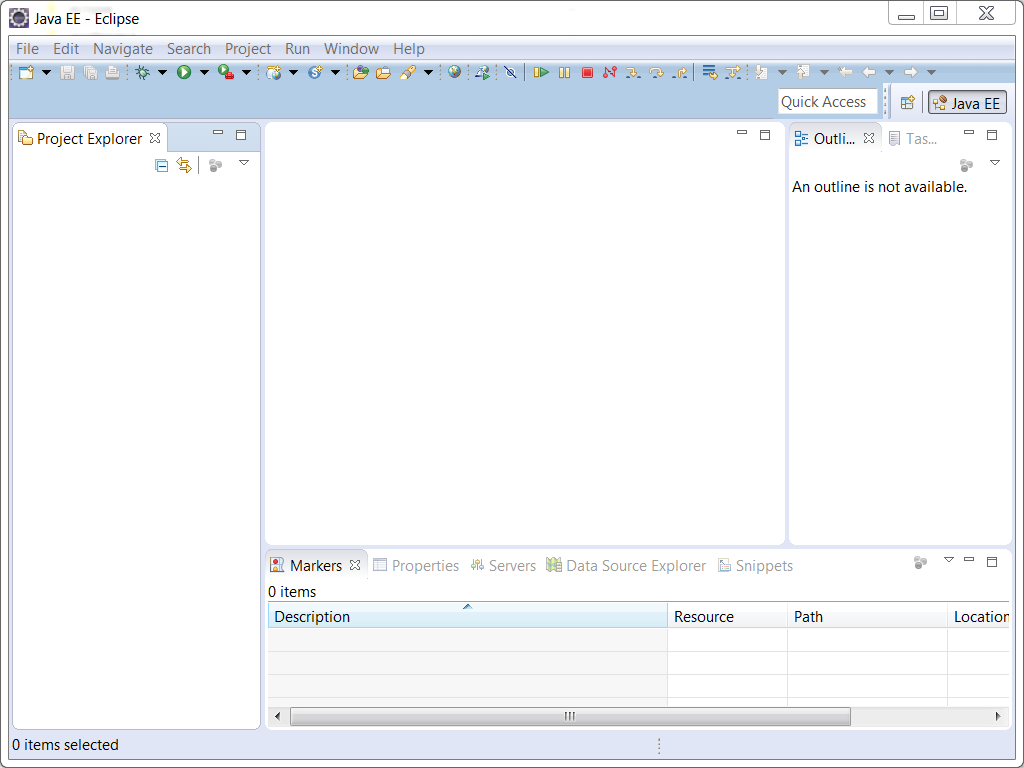 Java EE - Eclipse
File Edit Navigate Search Project Run Window Help
Quick Access
Java EE
Project Explorer
Outli...
Tas...
An outline is not available.
Markers Properties Servers Data Source Explorer Snippets
0 items
Description Resource Path Location
0 items selected